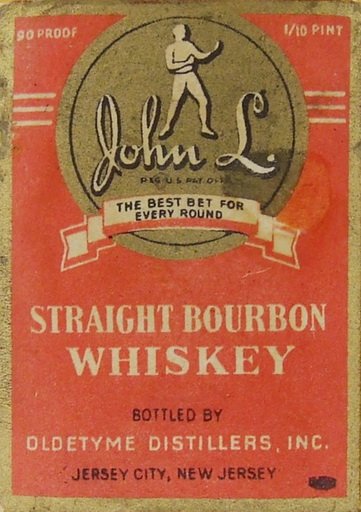 90 PROOF
1/10 PINT
John L.
REG. U.S. PAT. OFF.
THE BEST BET FOR
EVERY ROUND
STRAIGHT BOURBON
WHISKEY
BOTTLED BY
OLDETYME DISTILLERS, INC.
JERSEY CITY, NEW JERSEY